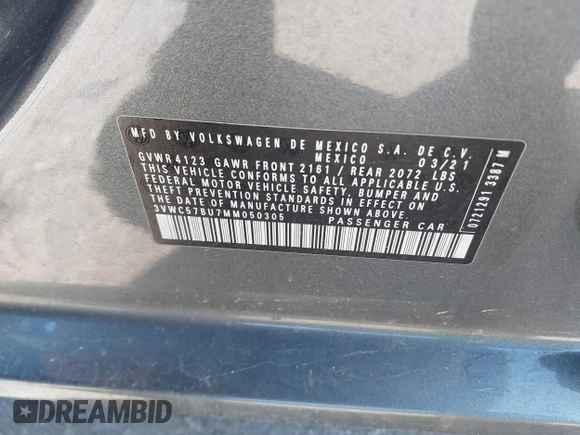 MFD BY VOLKSWAGEN DE MEXICO S.A. DE C.V.
MEXICO 03/21
GVWR 4123 GAWR FRONT 2161 / REAR 2072 LBS
THIS VEHICLE CONFORMS TO ALL APPLICABLE U.S.
FEDERAL MOTOR VEHICLE SAFETY, BUMPER AND
THEFT PREVENTION STANDARDS IN EFFECT ON
THE DATE OF MANUFACTURE SHOWN ABOVE.
3VWC57BU7MM050305 PASSENGER CAR
0721291 3387 M
DREAMBID